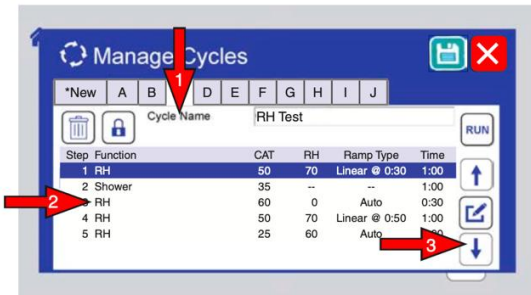 Manage Cycles
*New A B D E F G H I J
1
Cycle Name RH Test
RUN
Step Function CAT RH Ramp Type Time
1 RH 50 70 Linear @ 0:30 1:00
2 Shower 35 -- -- 1:00
2 RH 60 0 Auto 0:30
4 RH 50 70 Linear @ 0:50 1:00
5 RH 25 60 Auto
3